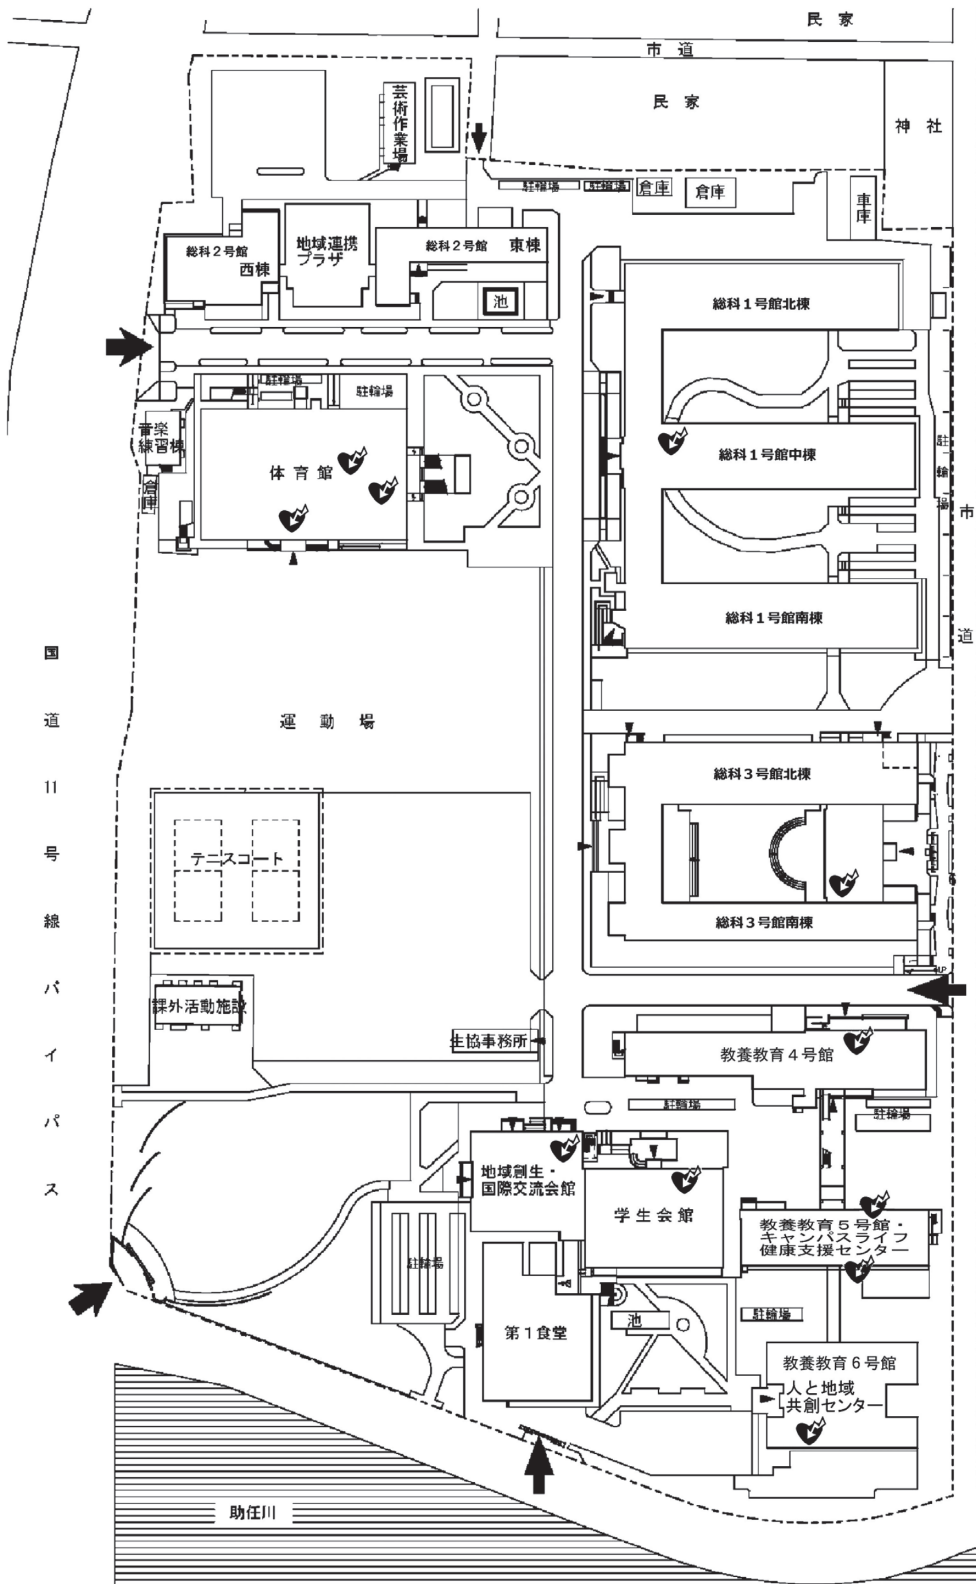 民家
市道
民家
神社
芸術作業場
駐輪場
駐輪場
倉庫
倉庫
車庫
総科2号館
西棟
地域連携
プラザ
総科2号館 東棟
池
総科1号館北棟
駐輪場
駐輪場
音楽
練習棟
倉庫
体育館
総科1号館中棟
駐輪場
市道
総科1号館南棟
国道11号線バイパス
運動場
総科3号館北棟
テニスコート
総科3号館南棟
UP
課外活動施設
生協事務所
教養教育4号館
駐輪場
駐輪場
地域創生・
国際交流会館
学生会館
教養教育5号館・
キャンパスライフ
健康支援センター
駐輪場
第1食堂
池
駐輪場
教養教育6号館
人と地域
共創センター
助任川